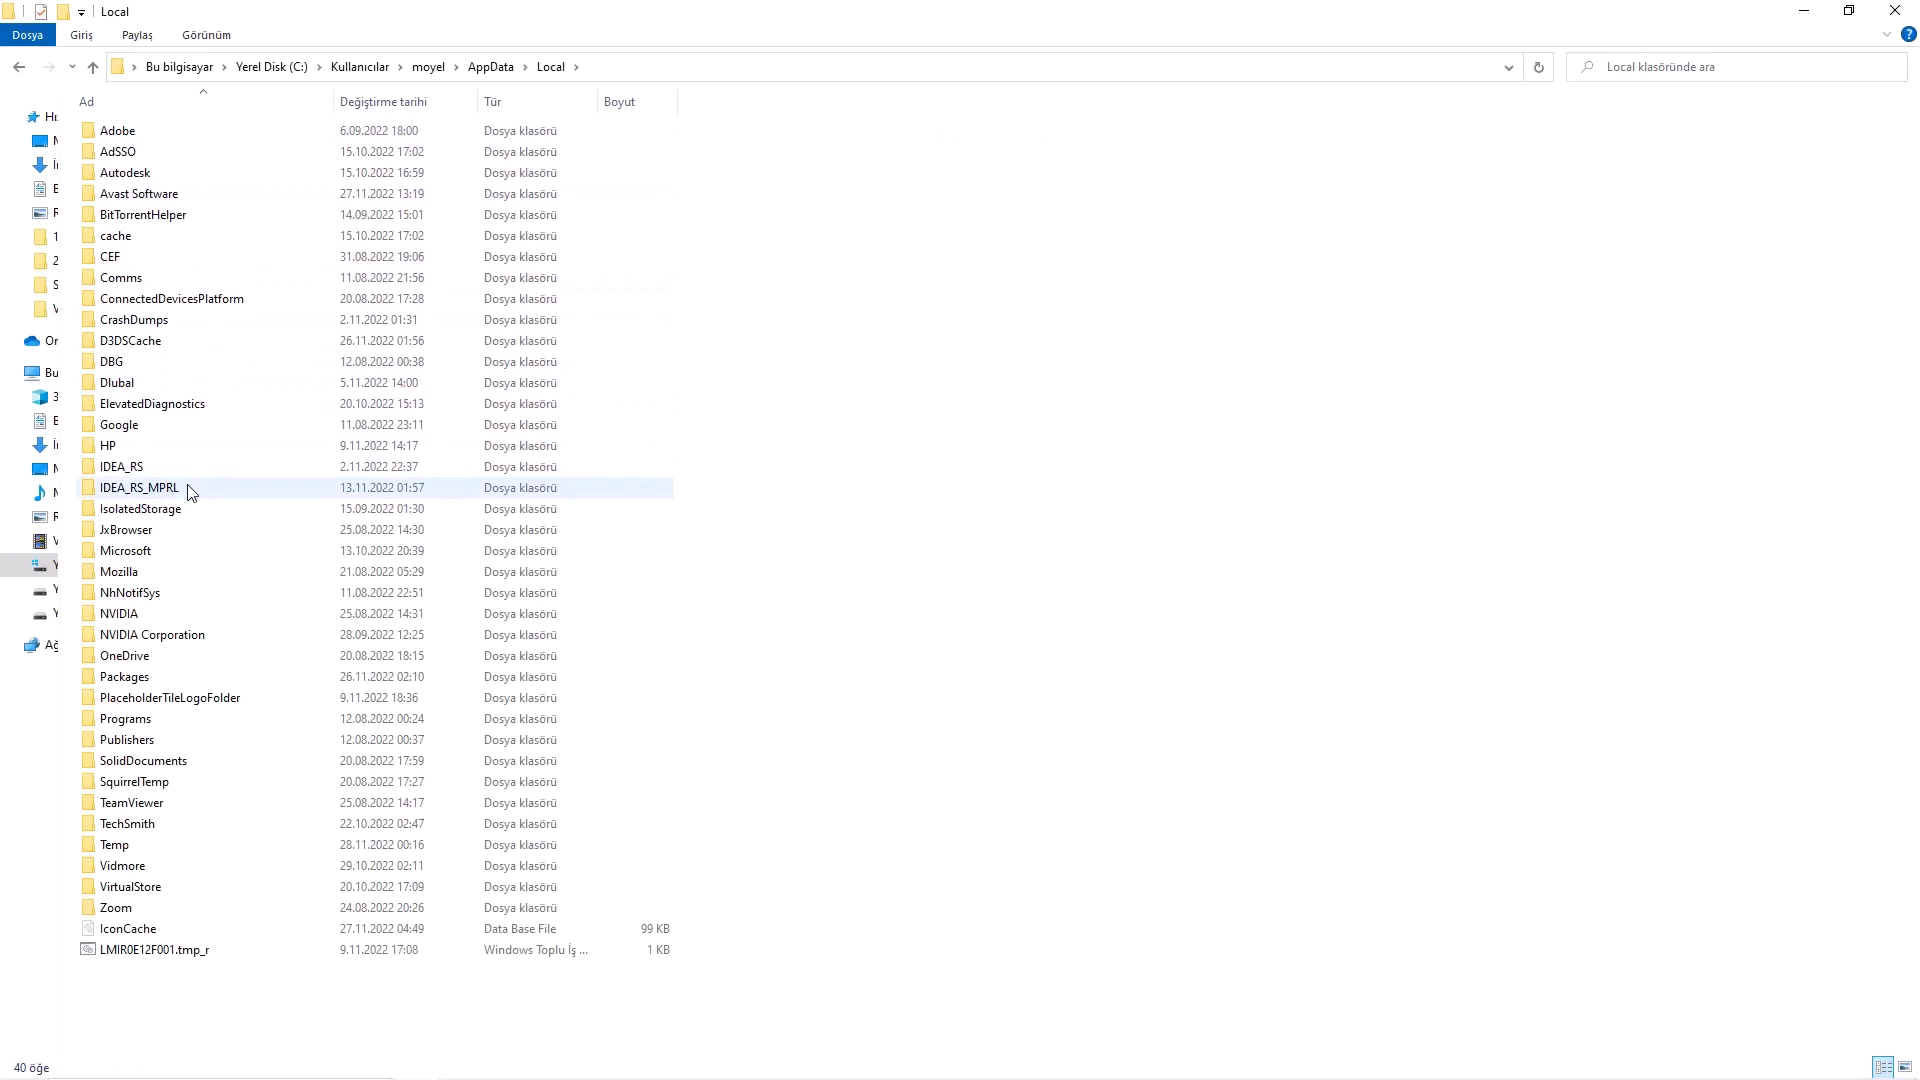 Local
Dosya Giriş Paylaş Görünüm
Bu bilgisayar Yerel Disk (C:) Kullanıcılar moyel AppData Local
Local klasöründe ara
Ad Değiştirme tarihi Tür Boyut
Adobe 6.09.2022 18:00 Dosya klasörü
AdSSO 15.10.2022 17:02 Dosya klasörü
Autodesk 15.10.2022 16:59 Dosya klasörü
Avast Software 27.11.2022 13:19 Dosya klasörü
BitTorrentHelper 14.09.2022 15:01 Dosya klasörü
cache 15.10.2022 17:02 Dosya klasörü
CEF 31.08.2022 19:06 Dosya klasörü
Comms 11.08.2022 21:56 Dosya klasörü
ConnectedDevicesPlatform 20.08.2022 17:28 Dosya klasörü
CrashDumps 2.11.2022 01:31 Dosya klasörü
D3DSCache 26.11.2022 01:56 Dosya klasörü
DBG 12.08.2022 00:38 Dosya klasörü
Dlubal 5.11.2022 14:00 Dosya klasörü
ElevatedDiagnostics 20.10.2022 15:13 Dosya klasörü
Google 11.08.2022 23:11 Dosya klasörü
HP 9.11.2022 14:17 Dosya klasörü
IDEA_RS 2.11.2022 22:37 Dosya klasörü
IDEA_RS_MPRL 13.11.2022 01:57 Dosya klasörü
IsolatedStorage 15.09.2022 01:30 Dosya klasörü
JxBrowser 25.08.2022 14:30 Dosya klasörü
Microsoft 13.10.2022 20:39 Dosya klasörü
Mozilla 21.08.2022 05:29 Dosya klasörü
NhNotifSys 11.08.2022 22:51 Dosya klasörü
NVIDIA 25.08.2022 14:31 Dosya klasörü
NVIDIA Corporation 28.09.2022 12:25 Dosya klasörü
OneDrive 20.08.2022 18:15 Dosya klasörü
Packages 26.11.2022 02:10 Dosya klasörü
PlaceholderTileLogoFolder 9.11.2022 18:36 Dosya klasörü
Programs 12.08.2022 00:24 Dosya klasörü
Publishers 12.08.2022 00:37 Dosya klasörü
SolidDocuments 20.08.2022 17:59 Dosya klasörü
SquirrelTemp 20.08.2022 17:27 Dosya klasörü
TeamViewer 25.08.2022 14:17 Dosya klasörü
TechSmith 22.10.2022 02:47 Dosya klasörü
Temp 28.11.2022 00:16 Dosya klasörü
Vidmore 29.10.2022 02:11 Dosya klasörü
VirtualStore 20.10.2022 17:09 Dosya klasörü
Zoom 24.08.2022 20:26 Dosya klasörü
IconCache 27.11.2022 04:49 Data Base File 99 KB
LMIR0E12F001.tmp_r 9.11.2022 17:08 Windows Toplu İş ... 1 KB
40 öğe